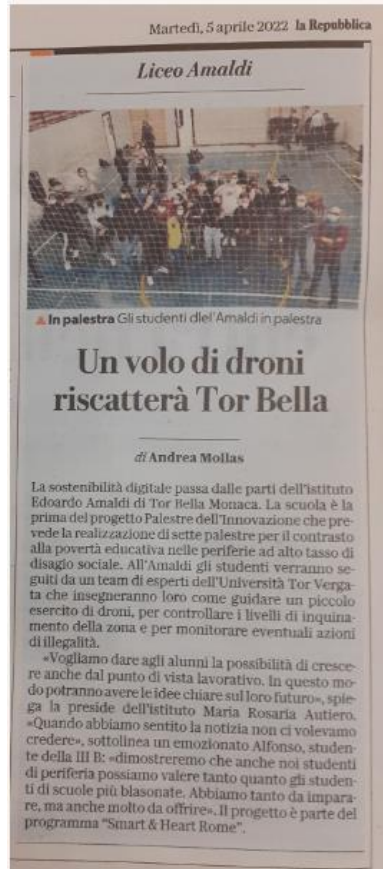 Martedì, 5 aprile 2022 la Repubblica
Liceo Amaldi
▲ In palestra Gli studenti dlel'Amaldi in palestra
Un volo di droni
riscatterà Tor Bella
di Andrea Mollas
La sostenibilità digitale passa dalle parti dell'istituto
Edoardo Amaldi di Tor Bella Monaca. La scuola è la
prima del progetto Palestre dell'Innovazione che pre-
vede la realizzazione di sette palestre per il contrasto
alla povertà educativa nelle periferie ad alto tasso di
disagio sociale. All'Amaldi gli studenti verranno se-
guiti da un team di esperti dell'Università Tor Verga-
ta che insegneranno loro come guidare un piccolo
esercito di droni, per controllare i livelli di inquina-
mento della zona e per monitorare eventuali azioni
di illegalità.
«Vogliamo dare agli alunni la possibilità di cresce-
re anche dal punto di vista lavorativo. In questo mo-
do potranno avere le idee chiare sul loro futuro», spie-
ga la preside dell'istituto Maria Rosaria Autiero.
«Quando abbiamo sentito la notizia non ci volevamo
credere», sottolinea un emozionato Alfonso, studen-
te della III B: «dimostreremo che anche noi studenti
di periferia possiamo valere tanto quanto gli studen-
ti di scuole più blasonate. Abbiamo tanto da impara-
re, ma anche molto da offrire». Il progetto è parte del
programma "Smart & Heart Rome".